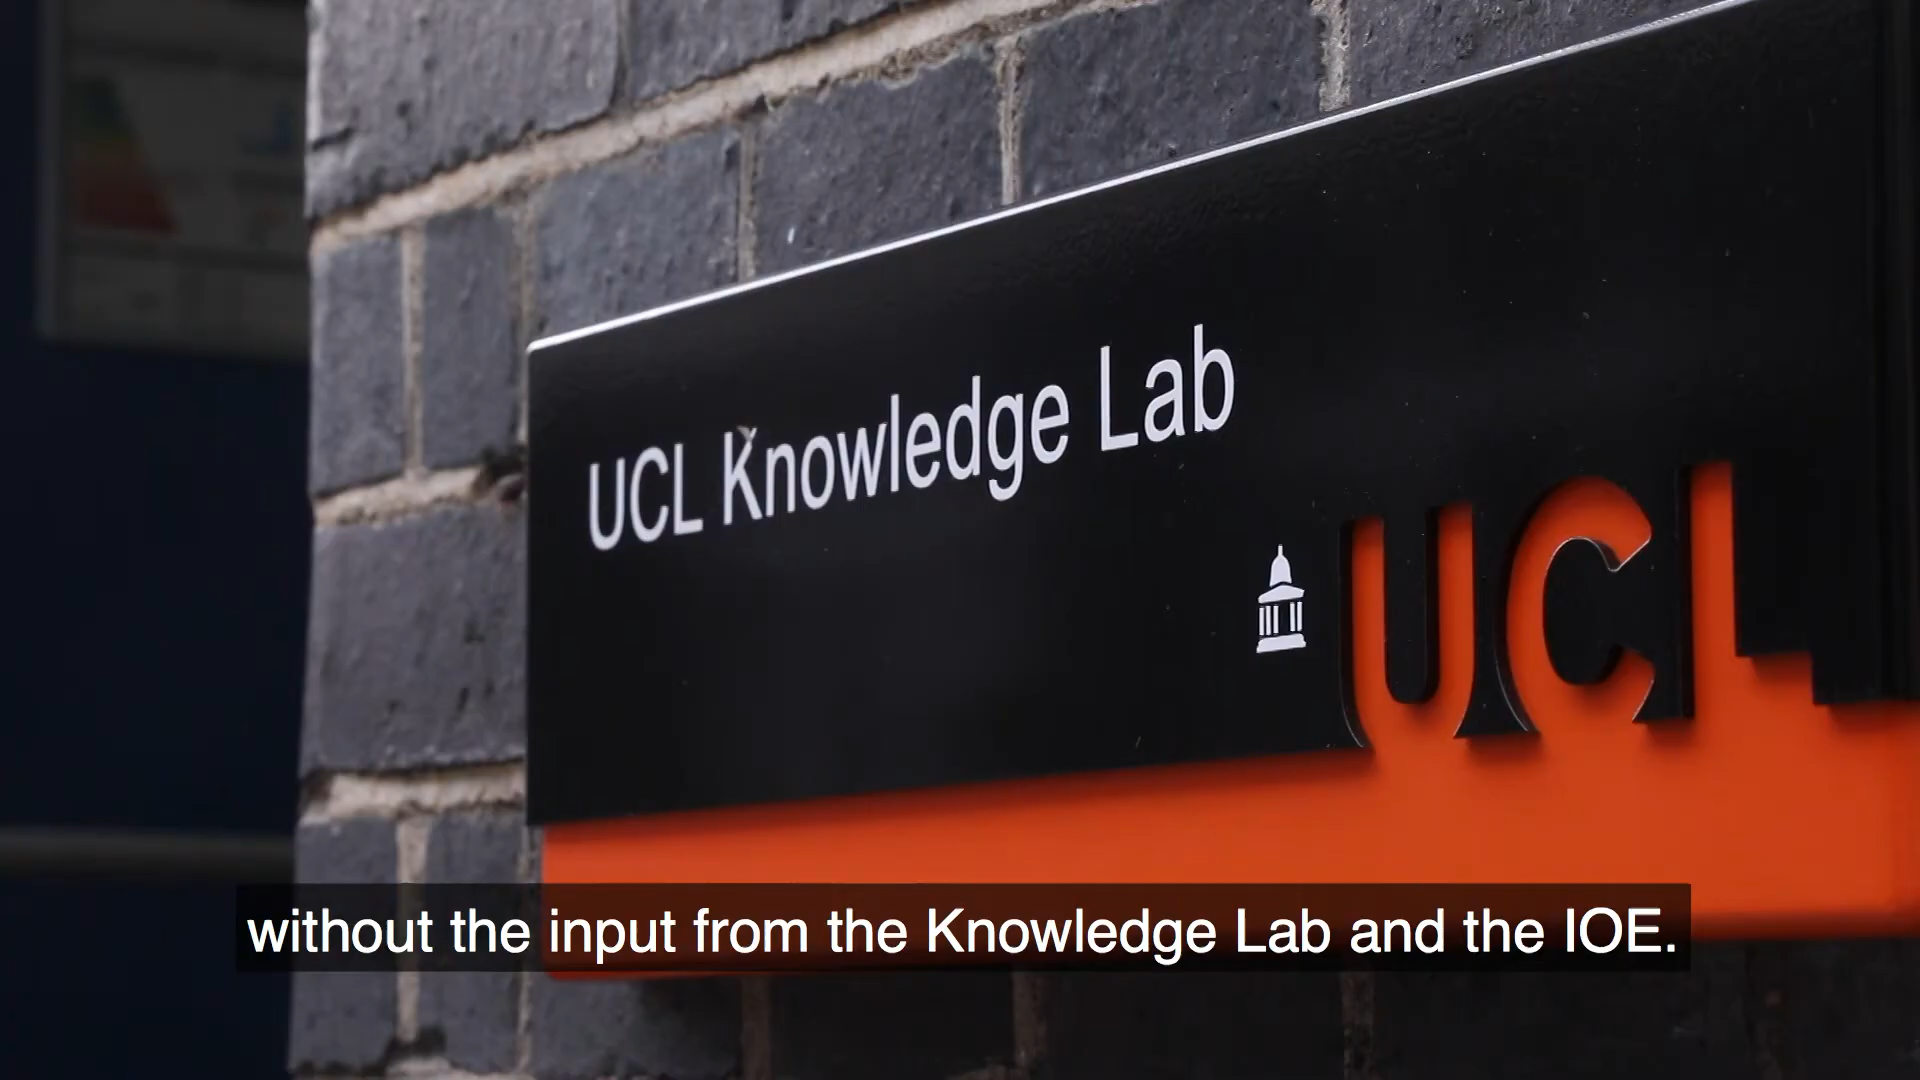 UCL Knowledge Lab
UCL
without the input from the Knowledge Lab and the IOE.